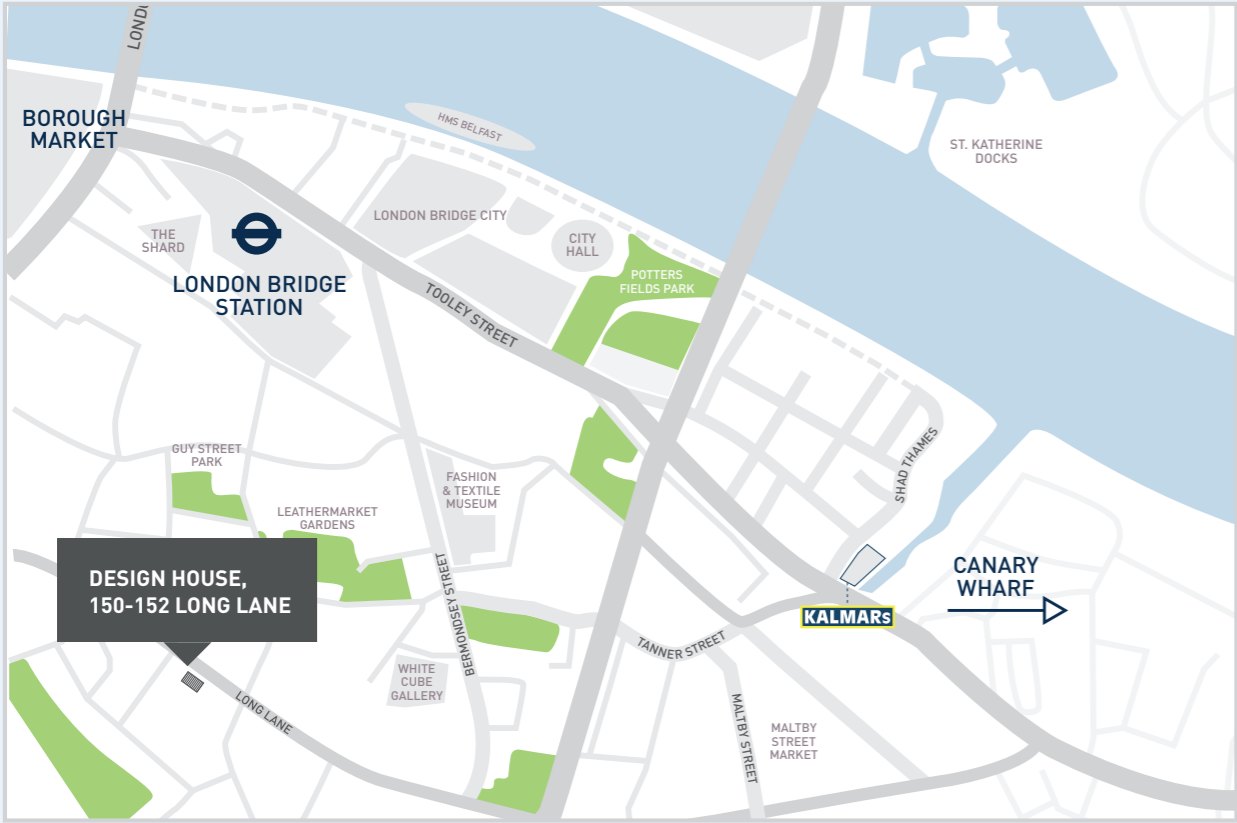 LOND
BOROUGH
MARKET
HMS BELFAST
ST. KATHERINE
DOCKS
THE
SHARD
LONDON BRIDGE CITY
CITY
HALL
LONDON BRIDGE
STATION
POTTERS
FIELDS PARK
TOOLEY STREET
SHAD THAMES
GUY STREET
PARK
FASHION
& TEXTILE
MUSEUM
LEATHERMARKET
GARDENS
DESIGN HOUSE,
150-152 LONG LANE
BERMONDSEY STREET
CANARY
WHARF
KALMARs
TANNER STREET
WHITE
CUBE
GALLERY
LONG LANE
MALTBY STREET
MALTBY
STREET
MARKET